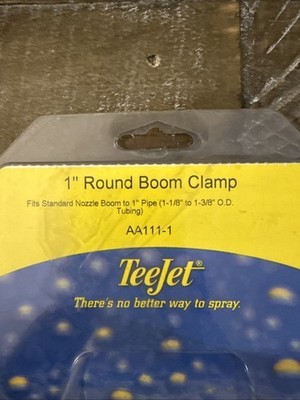 1" Round Boom Clamp
Fits Standard Nozzle Boom to 1" Pipe (1-1/8" to 1-3/8" O.D.
Tubing)
AA111-1
TeeJet®
There's no better way to spray.